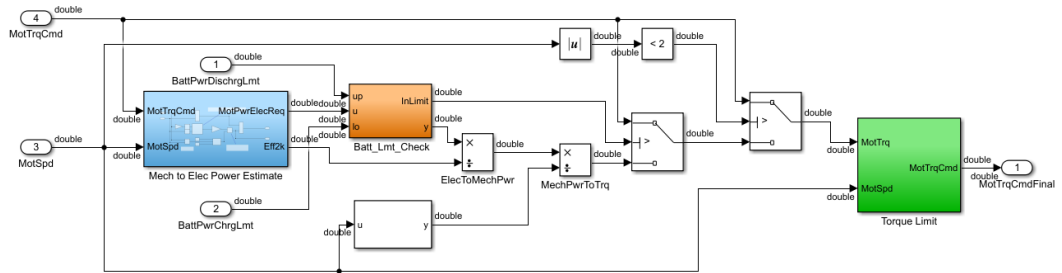 4
double
MotTrqCmd
double
|u|
double
< 2
double
1
double
BattPwrDischrgLmt
double
MotTrqCmd
MotPwrElecReq
double
double
double
up
u
lo
InLimit
y
double
double
Batt_Lmt_Check
3
double
MotSpd
double
MotSpd
Eff2k
double
double
Mech to Elec Power Estimate
×
÷
double
ElecToMechPwr
×
÷
double
MechPwrToTrq
>
double
>
double
2
double
BattPwrChrgLmt
double
u
y
double
double
MotTrq
MotTrqCmd
double
MotSpd
double
Torque Limit
double
1
MotTrqCmdFinal